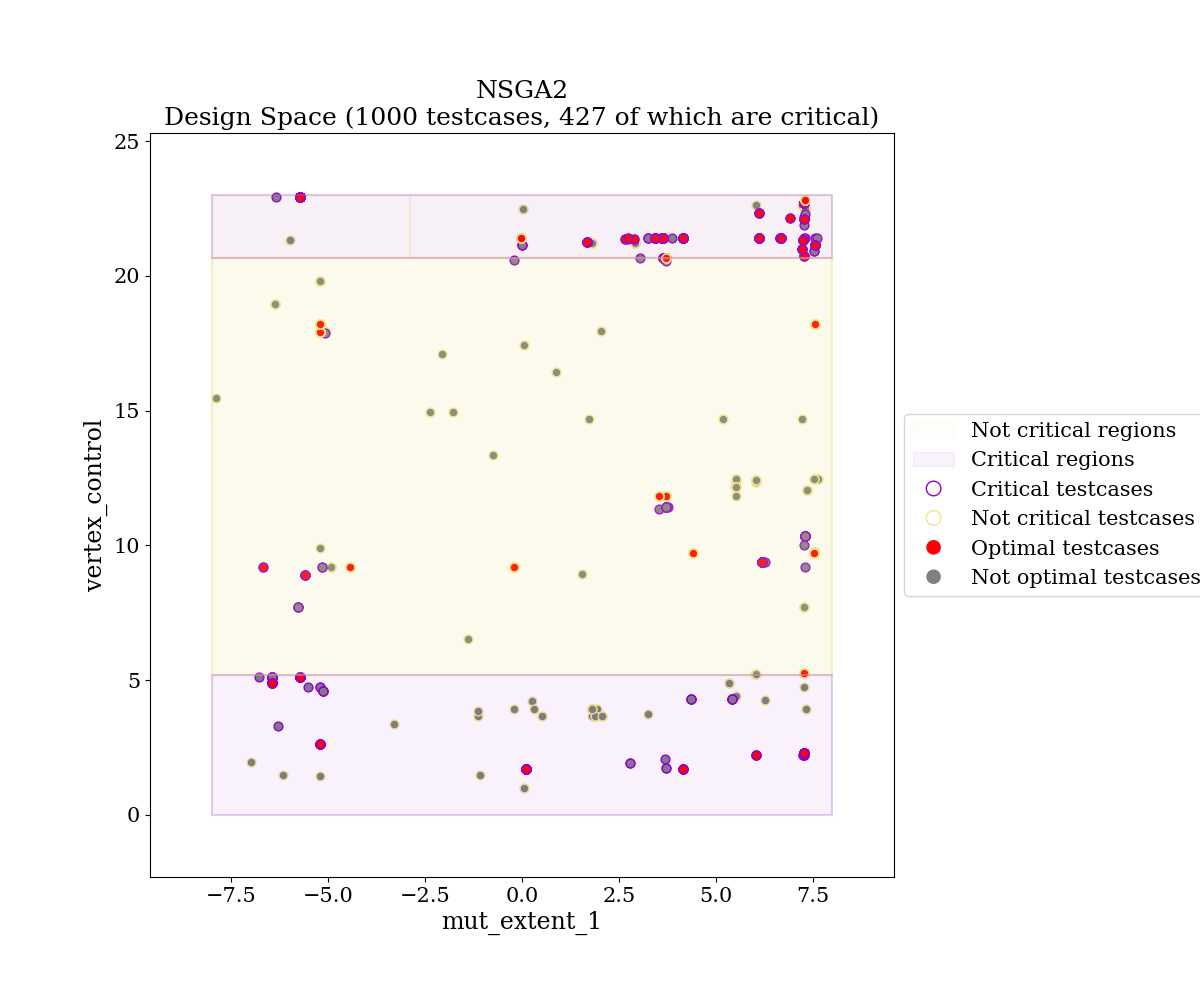 NSGA2
Design Space (1000 testcases, 427 of which are critical)
25
20
15
10
5
0
vertex_control
−7.5
−5.0
−2.5
0.0
2.5
5.0
7.5
mut_extent_1
Not critical regions
Critical regions
Critical testcases
Not critical testcases
Optimal testcases
Not optimal testcases